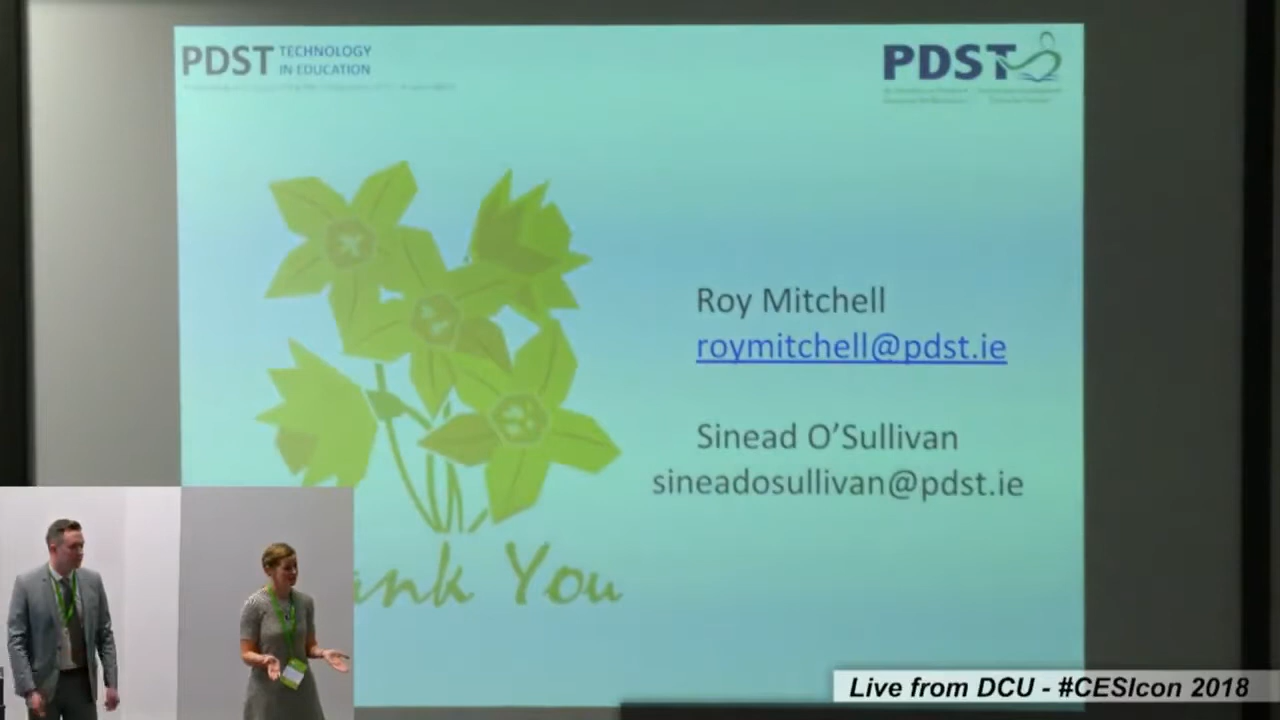 PDST TECHNOLOGY
IN EDUCATION
PDST
Roy Mitchell
roymitchell@pdst.ie
Sinead O’Sullivan
sineadosullivan@pdst.ie
ank You
Live from DCU - #CESIcon 2018